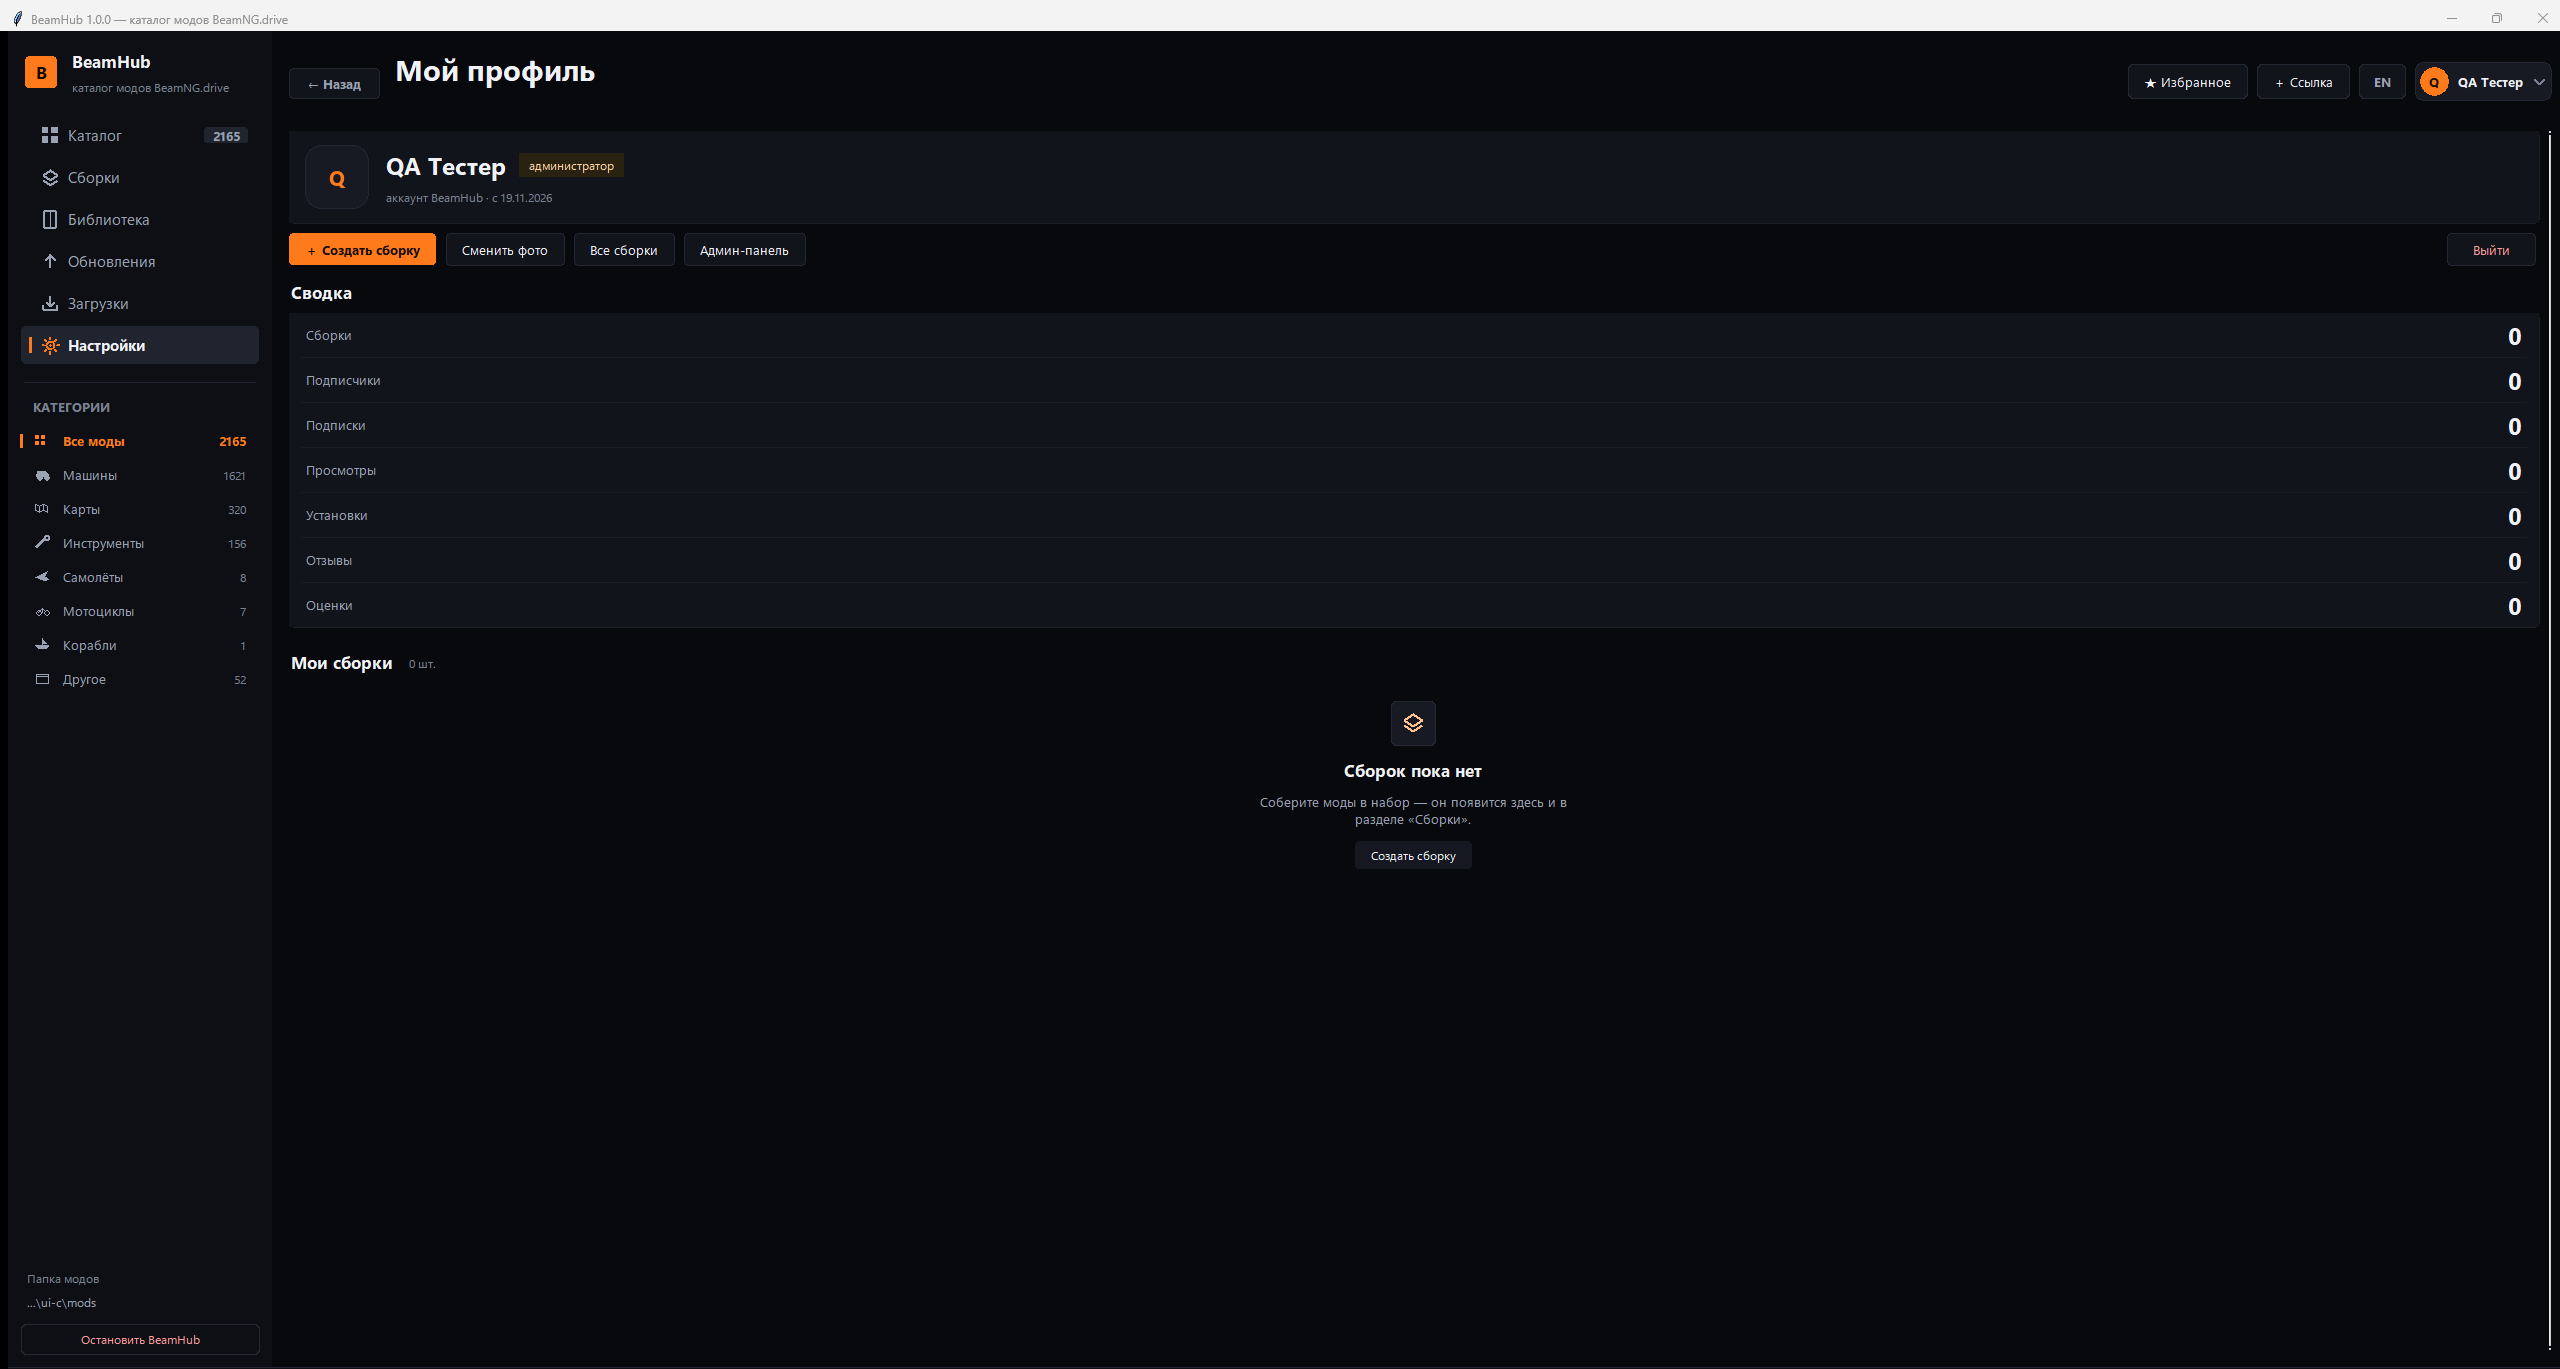 BeamHub 1.0.0 — каталог модов BeamNG.drive
B
BeamHub
каталог модов BeamNG.drive
Каталог 2165
Сборки
Библиотека
Обновления
Загрузки
Настройки
КАТЕГОРИИ
Все моды 2165
Машины 1621
Карты 320
Инструменты 156
Самолёты 8
Мотоциклы 7
Корабли 1
Другое 52
Папка модов
...\ui-c\mods
Остановить BeamHub
← Назад
Мой профиль
★ Избранное
+ Ссылка
EN
Q QA Тестер
Q
QA Тестер администратор
аккаунт BeamHub · с 19.11.2026
+ Создать сборку
Сменить фото
Все сборки
Админ-панель
Выйти
Сводка
Сборки 0
Подписчики 0
Подписки 0
Просмотры 0
Установки 0
Отзывы 0
Оценки 0
Мои сборки 0 шт.
Сборок пока нет
Соберите моды в набор — он появится здесь и в
разделе «Сборки».
Создать сборку